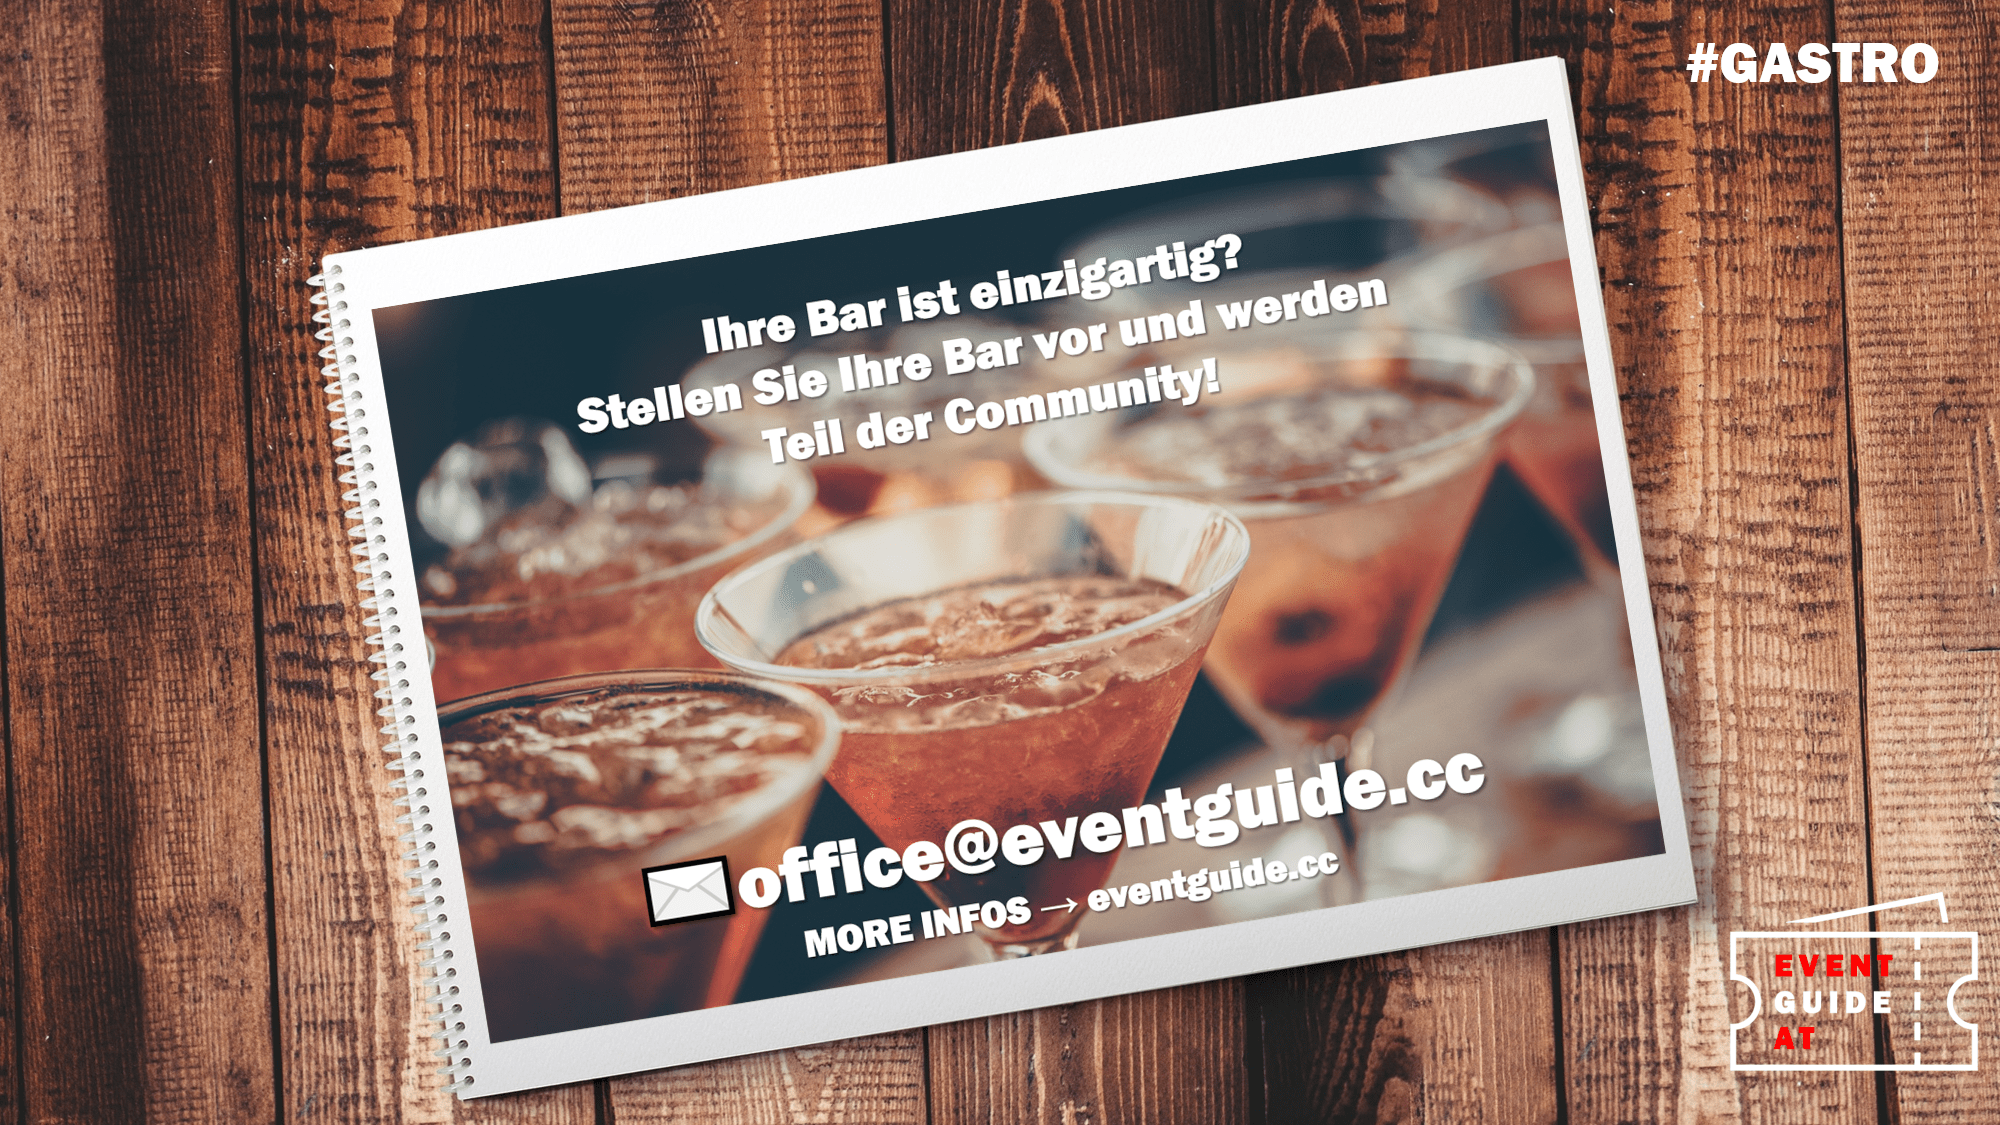 #GASTRO
Ihre Bar ist einzigartig?
Stellen Sie Ihre Bar vor und werden
Teil der Community!
office@eventguide.cc
MORE INFOS → eventguide.cc
EVENT
GUIDE
AT